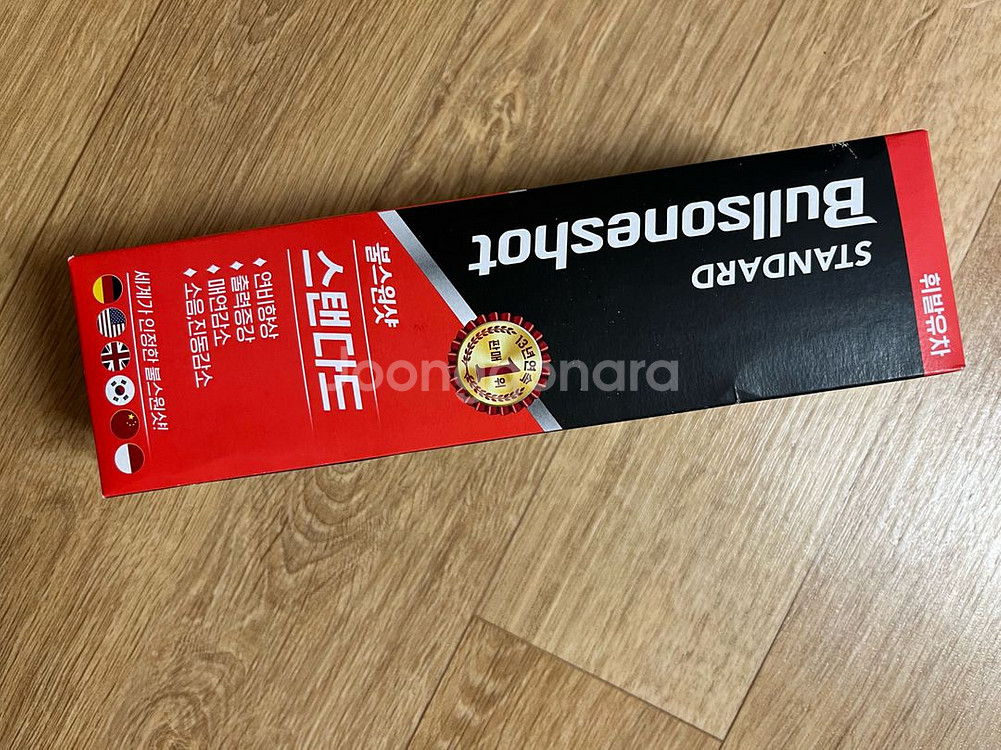 휘발유차
Bullsoneshot
STANDARD
13년연속
판매
1위
불스원샷
스탠다드
연비향상
출력증강
매연감소
소음,진동감소
세계가 인정한 불스원샷!
Joongonara